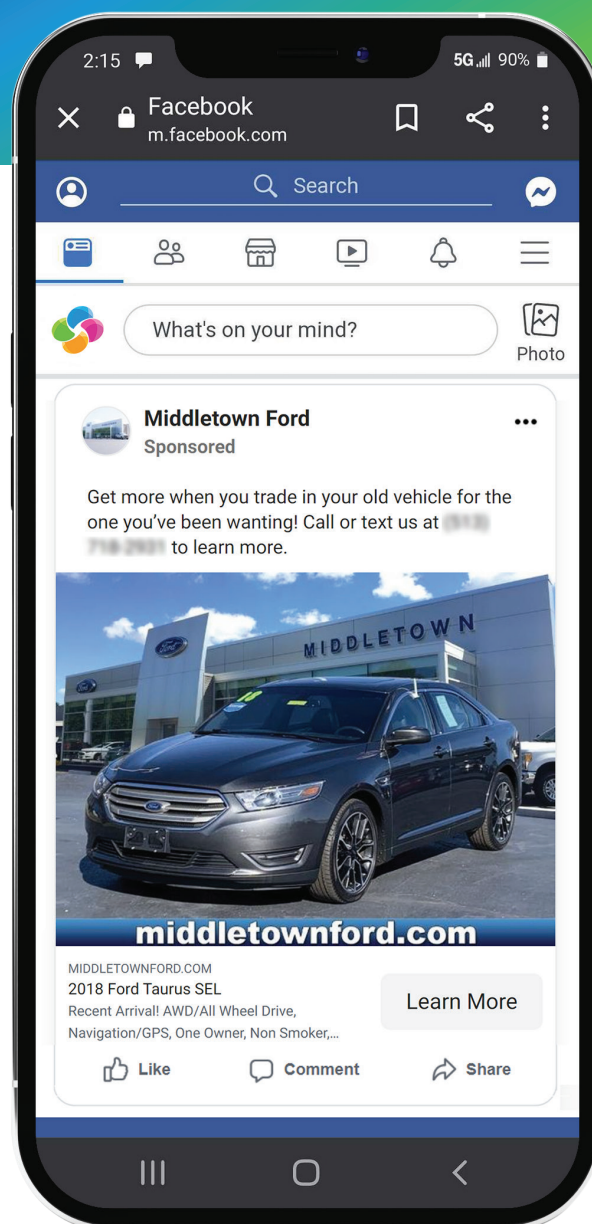 2:15
5G 90%
Facebook
m.facebook.com
Search
What's on your mind?
Photo
Middletown Ford
Sponsored
Get more when you trade in your old vehicle for the
one you've been wanting! Call or text us at
to learn more.
Ford
MIDDLETOWN
18
middletownford.com
MIDDLETOWNFORD.COM
2018 Ford Taurus SEL
Recent Arrival! AWD/All Wheel Drive,
Navigation/GPS, One Owner, Non Smoker,...
Learn More
Like
Comment
Share